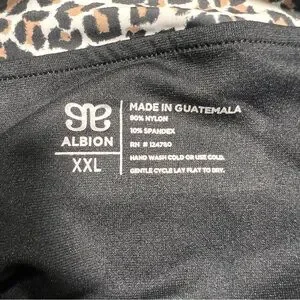 ALBION
XXL
MADE IN GUATEMALA
90% NYLON
10% SPANDEX
RN # 124780
HAND WASH COLD OR USE COLD.
GENTLE CYCLE LAY FLAT TO DRY.